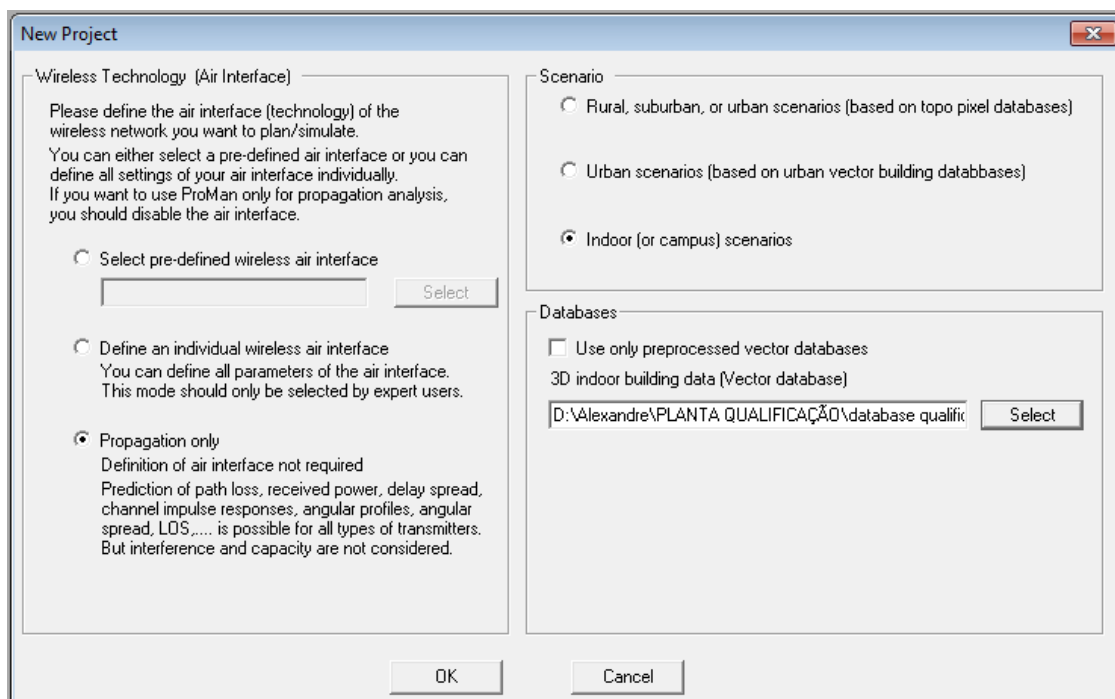 New Project
Wireless Technology (Air Interface)
Please define the air interface (technology) of the
wireless network you want to plan/simulate.
You can either select a pre-defined air interface or you can
define all settings of your air interface individually.
If you want to use ProMan only for propagation analysis,
you should disable the air interface.
Select pre-defined wireless air interface
Select
Define an individual wireless air interface
You can define all parameters of the air interface.
This mode should only be selected by expert users.
Propagation only
Definition of air interface not required
Prediction of path loss, received power, delay spread,
channel impulse responses, angular profiles, angular
spread, LOS,.... is possible for all types of transmitters.
But interference and capacity are not considered.
Scenario
Rural, suburban, or urban scenarios (based on topo pixel databases)
Urban scenarios (based on urban vector building databbases)
Indoor (or campus) scenarios
Databases
Use only preprocessed vector databases
3D indoor building data (Vector database)
D:\Alexandre\PLANTA QUALIFICAÇÃO\database qualific
Select
OK
Cancel